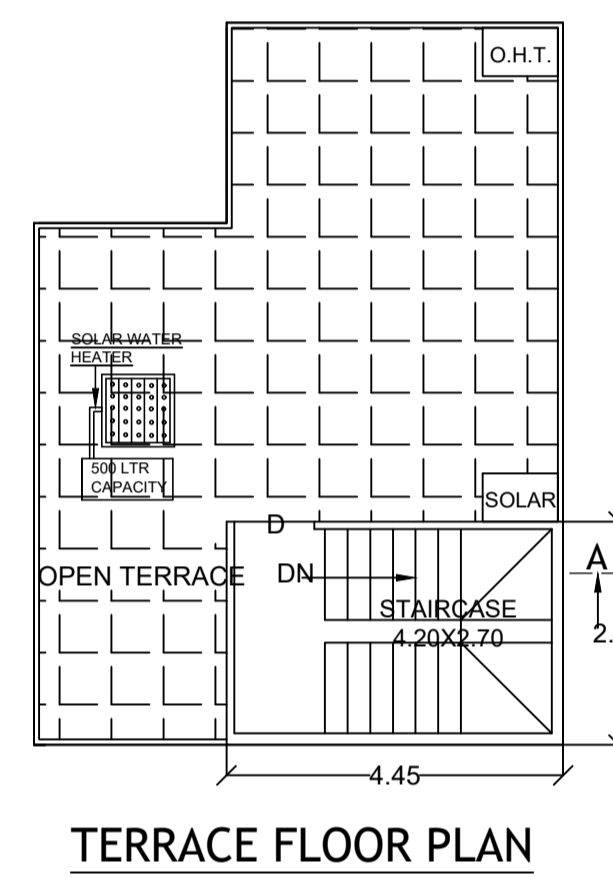 O.H.T.
SOLAR WATER
HEATER
500 LTR
CAPACITY
SOLAR
D
OPEN TERRACE
DN
STAIRCASE
4.20X2.70
A
2.
4.45
TERRACE FLOOR PLAN